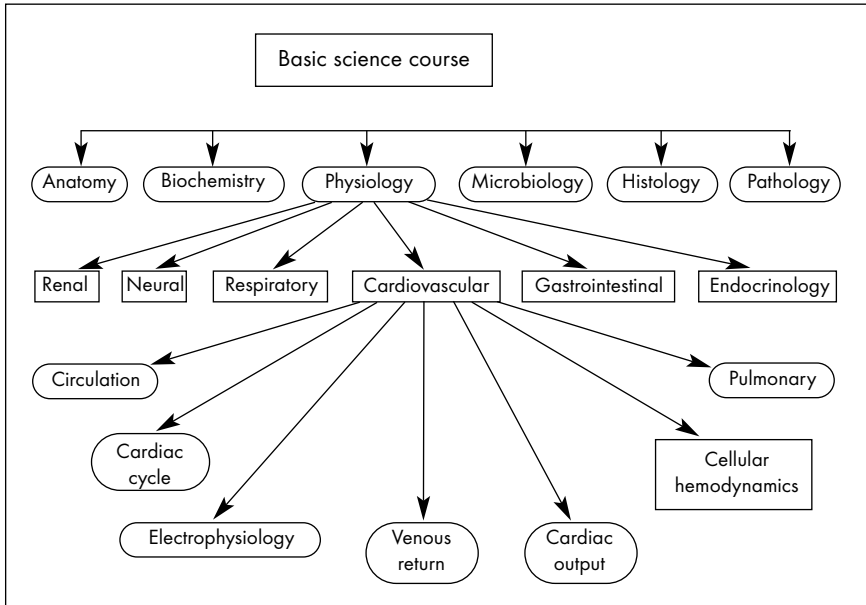 Basic science course
Anatomy
Biochemistry
Physiology
Microbiology
Histology
Pathology
Renal
Neural
Respiratory
Cardiovascular
Gastrointestinal
Endocrinology
Circulation
Pulmonary
Cardiac
cycle
Cellular
hemodynamics
Electrophysiology
Venous
return
Cardiac
output